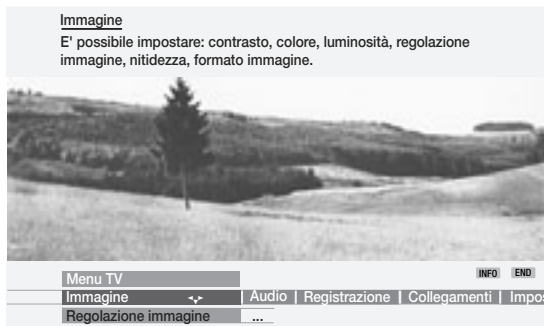 Immagine
E' possibile impostare: contrasto, colore, luminosità, regolazione
immagine, nitidezza, formato immagine.
INFO END
Menu TV
Immagine Audio | Registrazione | Collegamenti | Impos
Regolazione immagine ...